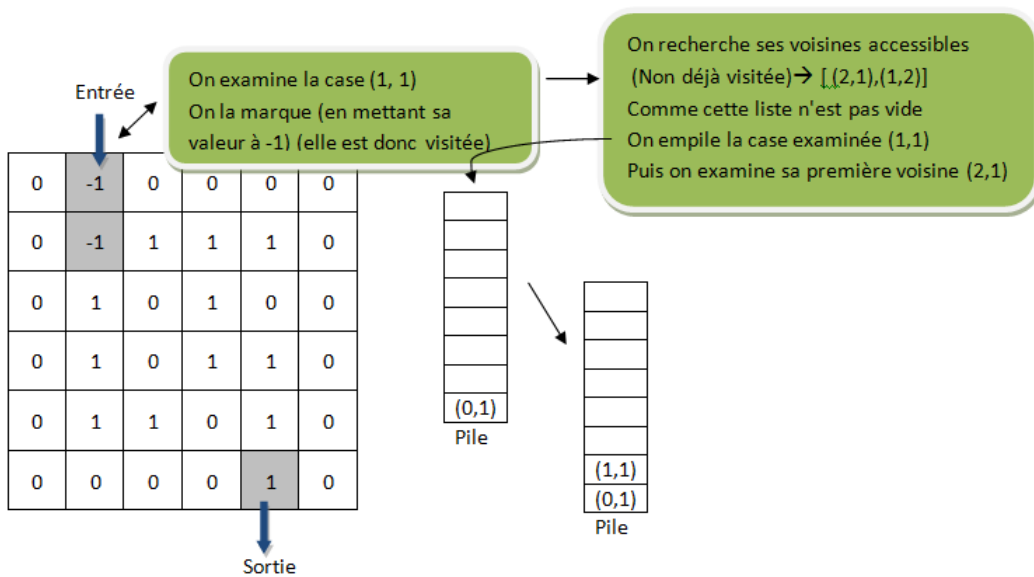 On recherche ses voisines accessibles
(Non déjà visitée)→ [ (2,1),(1,2)]
Comme cette liste n'est pas vide
On empile la case examinée (1,1)
Puis on examine sa première voisine (2,1)
On examine la case (1, 1)
On la marque (en mettant sa
valeur à -1) (elle est donc visitée)
Entrée
0 -1 0 0 0 0
0 -1 1 1 1 0
0 1 0 1 0 0
0 1 0 1 1 0
0 1 1 0 1 0
0 0 0 0 1 0
Sortie
(0,1)
Pile
(1,1)
(0,1)
Pile